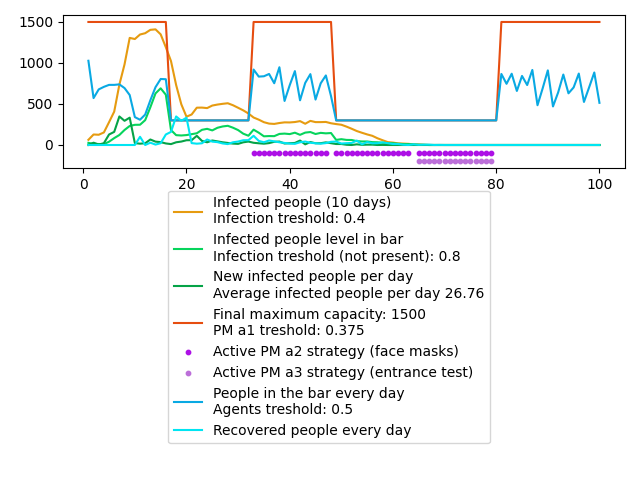 1500
1000
500
0
0 20 40 60 80 100
Infected people (10 days)
Infection treshold: 0.4
Infected people level in bar
Infection treshold (not present): 0.8
New infected people per day
Average infected people per day 26.76
Final maximum capacity: 1500
PM a1 treshold: 0.375
Active PM a2 strategy (face masks)
Active PM a3 strategy (entrance test)
People in the bar every day
Agents treshold: 0.5
Recovered people every day